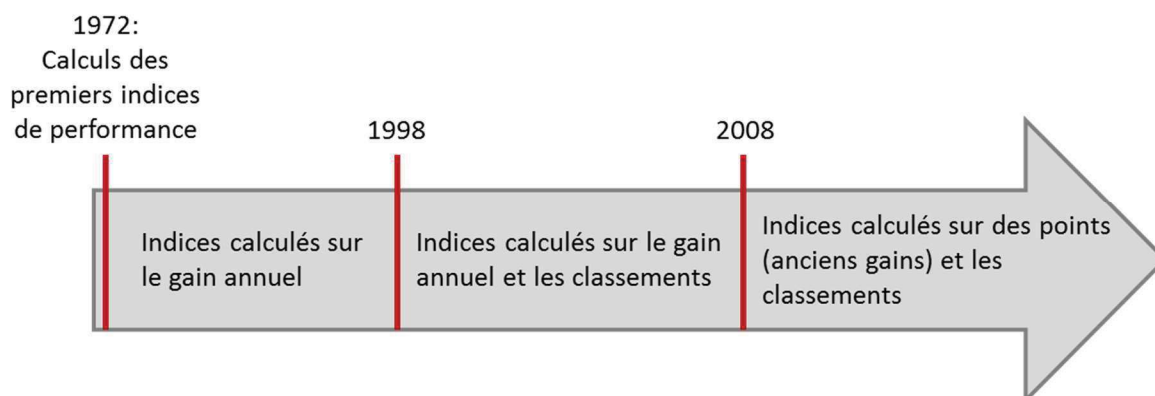 1972:
Calculs des
premiers indices
de performance
1998
2008
Indices calculés sur
le gain annuel
Indices calculés sur le gain
annuel et les classements
Indices calculés sur des points
(anciens gains) et les
classements